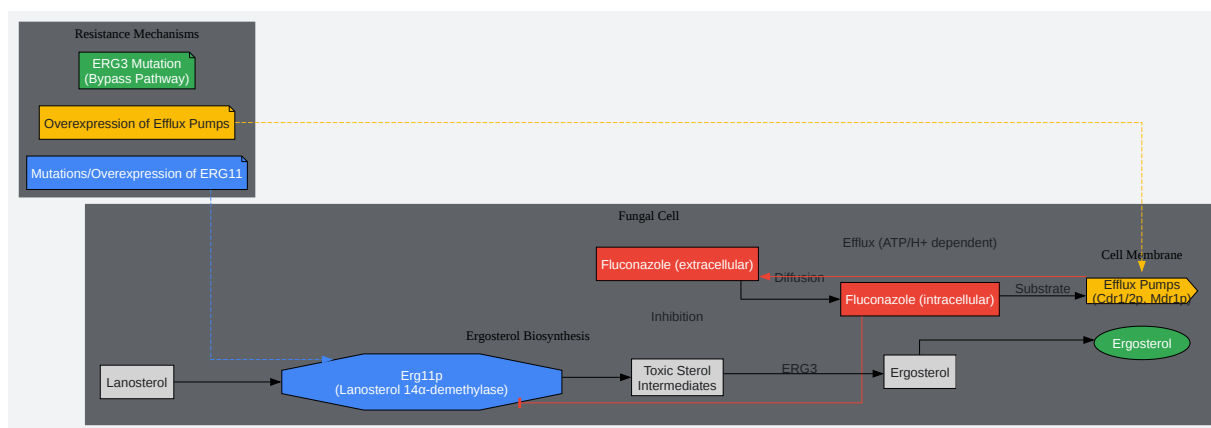 Resistance Mechanisms
ERG3 Mutation
(Bypass Pathway)
Overexpression of Efflux Pumps
Mutations/Overexpression of ERG11
Fungal Cell
Efflux (ATP/H+ dependent)
Cell Membrane
Fluconazole (extracellular)
Diffusion
Efflux Pumps
(Cdr1/2p, Mdr1p)
Substrate
Fluconazole (intracellular)
Inhibition
Ergosterol Biosynthesis
Ergosterol
Lanosterol
Erg11p
(Lanosterol 14α-demethylase)
Toxic Sterol
Intermediates
ERG3
Ergosterol